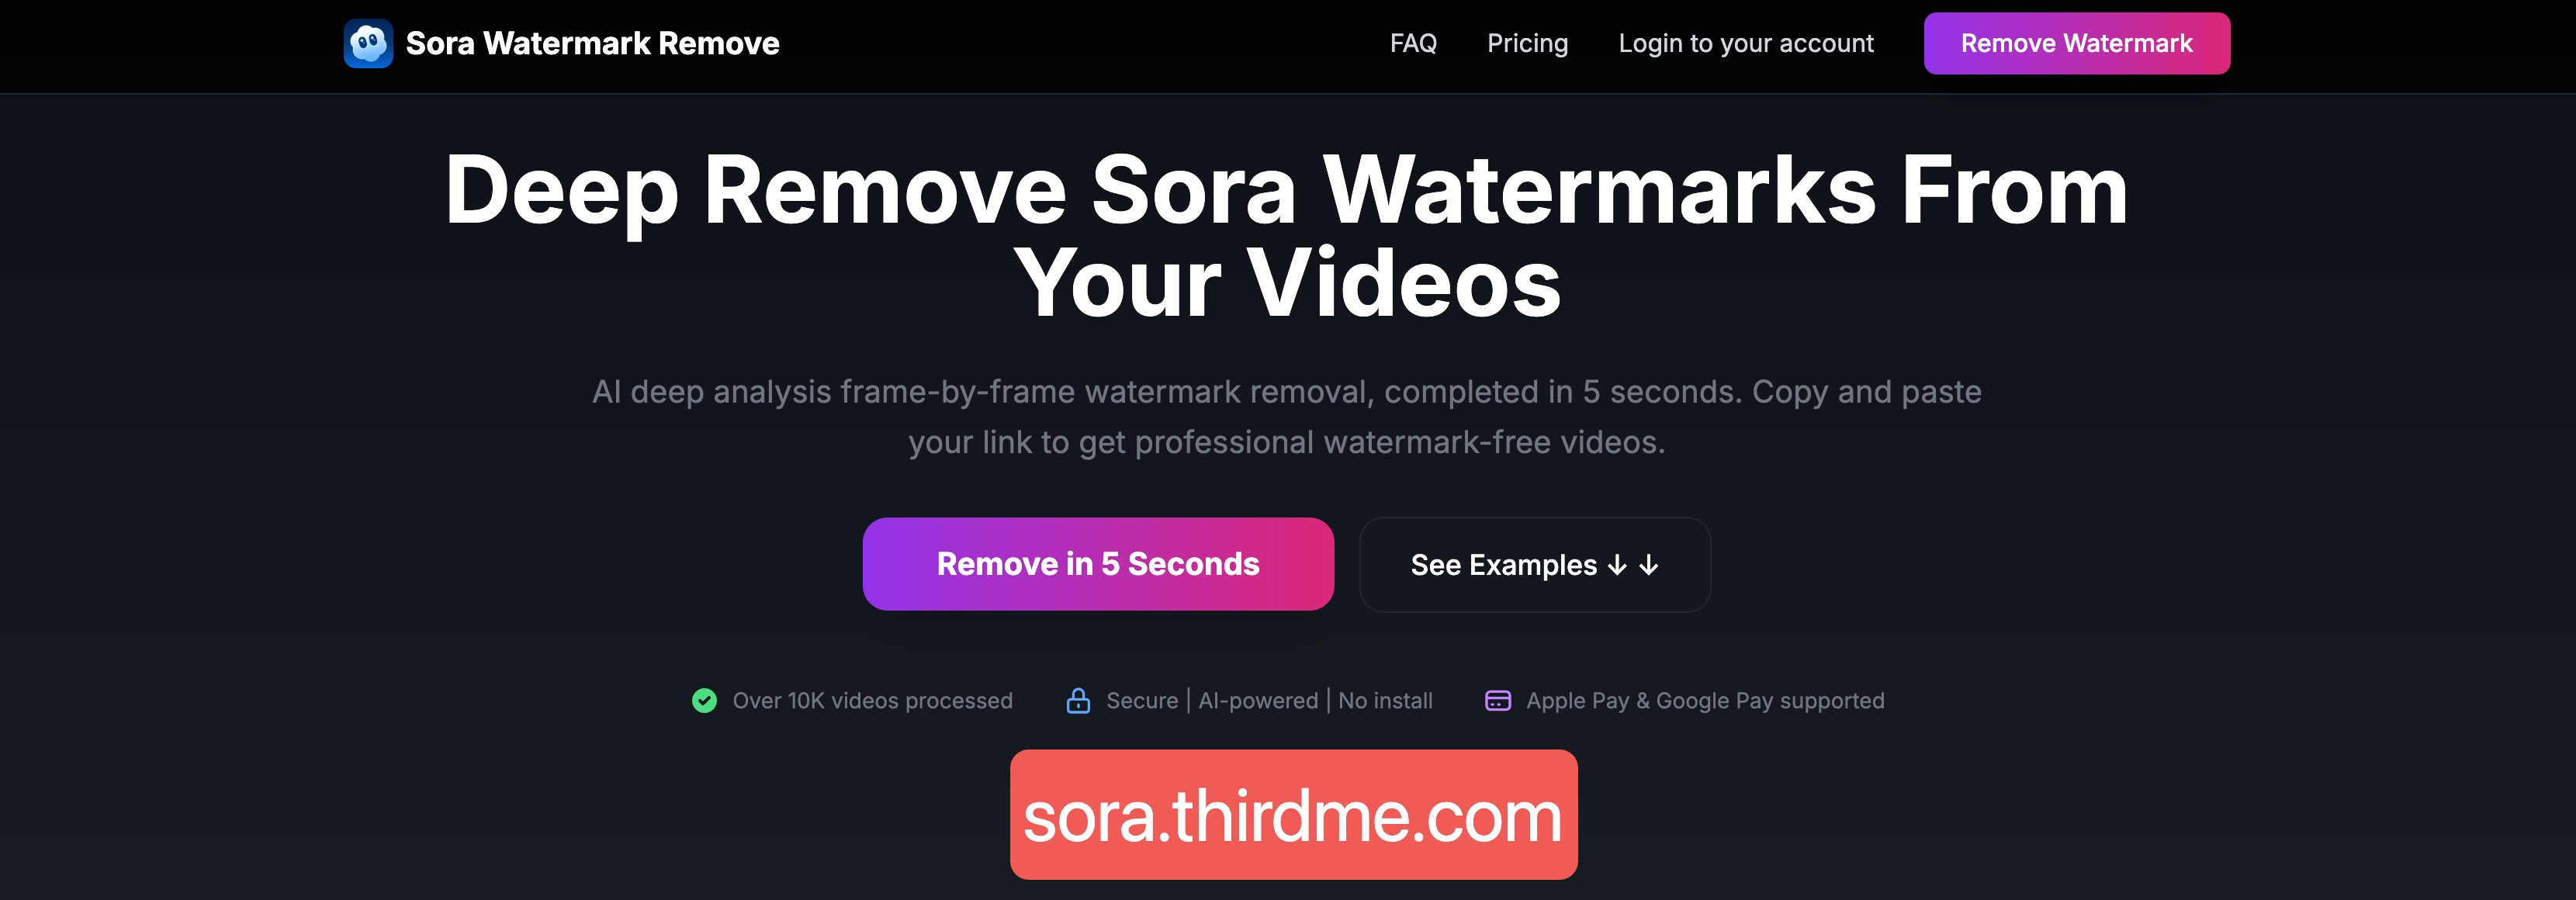 Sora Watermark Remove
FAQ
Pricing
Login to your account
Remove Watermark
Deep Remove Sora Watermarks From
Your Videos
AI deep analysis frame-by-frame watermark removal, completed in 5 seconds. Copy and paste
your link to get professional watermark-free videos.
Remove in 5 Seconds
See Examples ↓ ↓
Over 10K videos processed
Secure | AI-powered | No install
Apple Pay & Google Pay supported
sora.thirdme.com